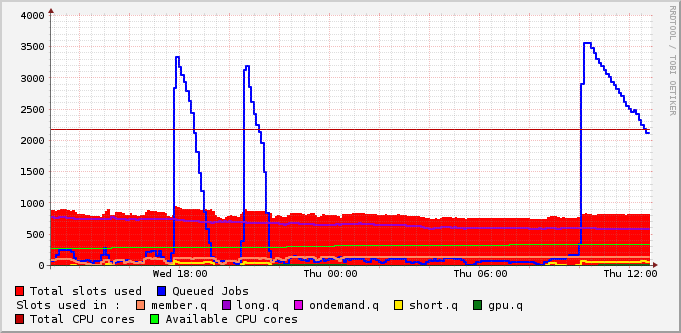 4000
3500
3000
2500
2000
1500
1000
500
0
Wed 18:00 Thu 00:00 Thu 06:00 Thu 12:00
Total slots used Queued Jobs
Slots used in : member.q long.q ondemand.q short.q gpu.q
Total CPU cores Available CPU cores
RRDTOOL / TOBI OETIKER